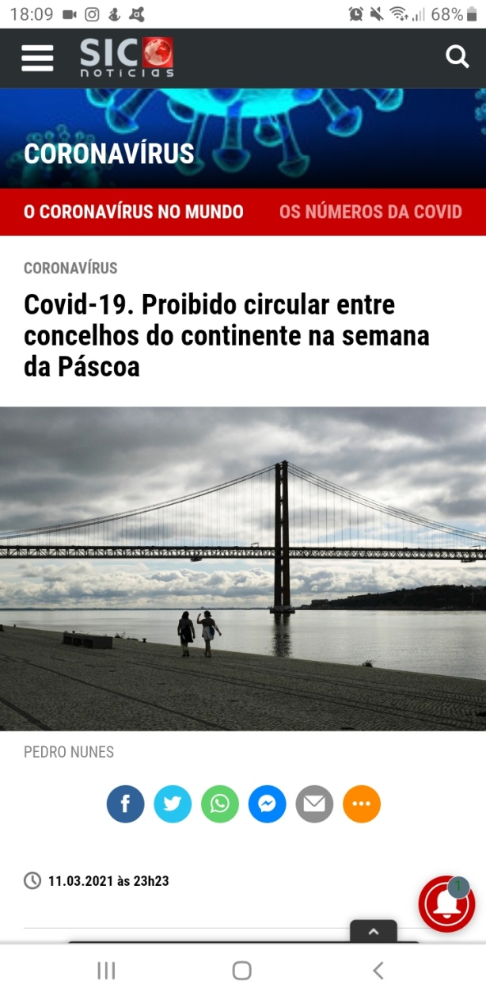 18:09
68%
SIC
notícias
CORONAVÍRUS
O CORONAVÍRUS NO MUNDO OS NÚMEROS DA COVID
CORONAVÍRUS
Covid-19. Proibido circular entre
concelhos do continente na semana
da Páscoa
PEDRO NUNES
11.03.2021 às 23h23
1